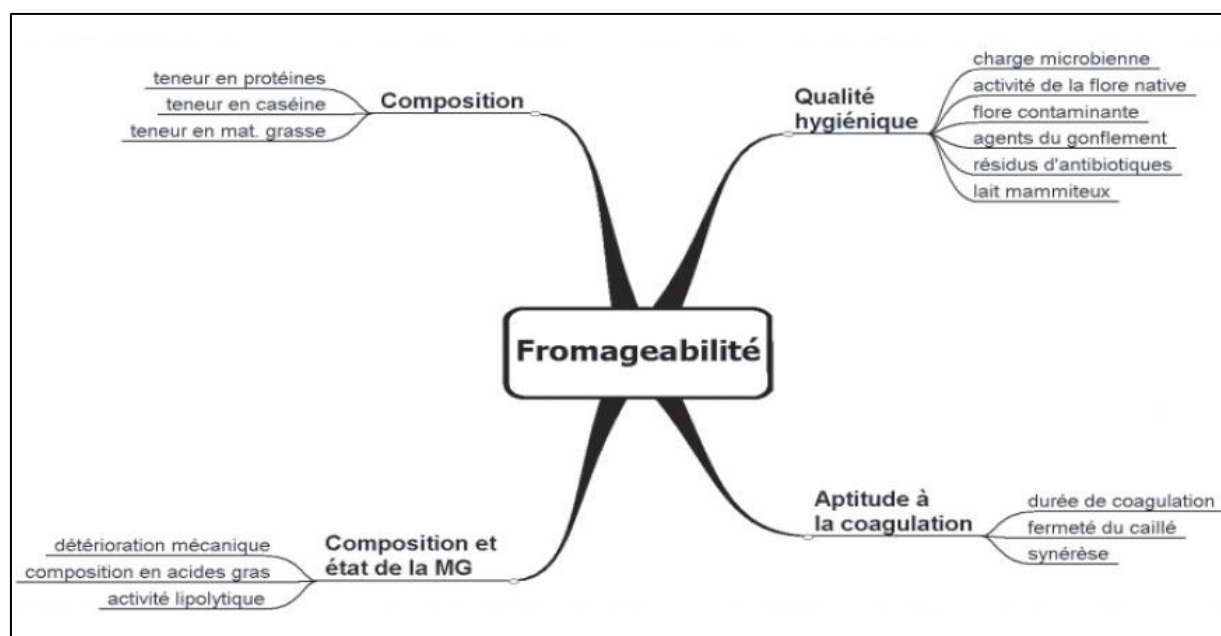 teneur en protéines
teneur en caséine
teneur en mat. grasse
Composition
Qualité
hygiénique
charge microbienne
activité de la flore native
flore contaminante
agents du gonflement
résidus d'antibiotiques
lait mammiteux
Fromageabilité
détérioration mécanique
composition en acides gras
activité lipolytique
Composition et
état de la MG
Aptitude à
la coagulation
durée de coagulation
fermeté du caillé
synérèse